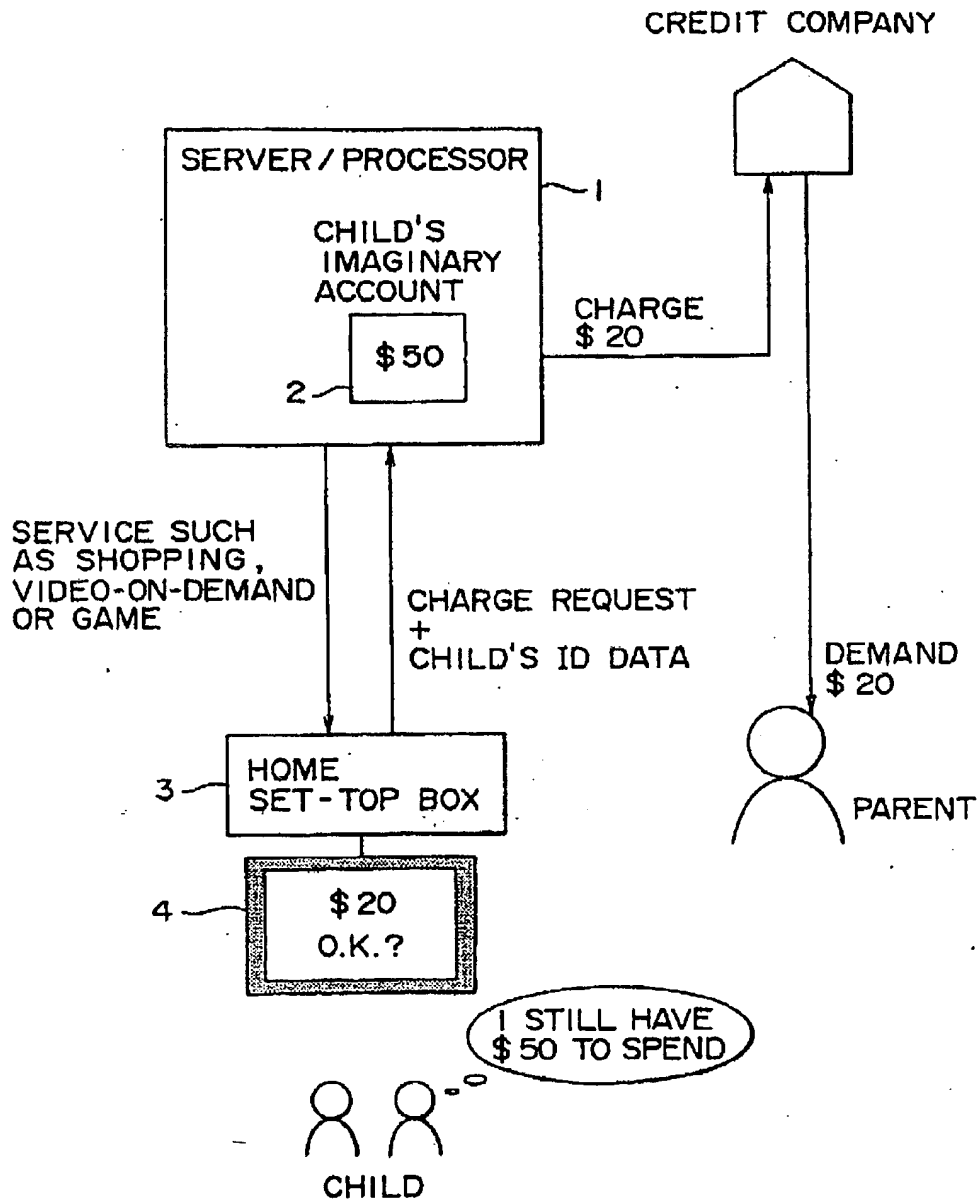 CREDIT COMPANY
SERVER/PROCESSOR
1
CHILD'S
IMAGINARY
ACCOUNT
$50
2
CHARGE
$20
SERVICE SUCH
AS SHOPPING,
VIDEO-ON-DEMAND
OR GAME
CHARGE REQUEST
+
CHILD'S ID DATA
DEMAND
$20
3
HOME
SET-TOP BOX
PARENT
4
$20
O.K.?
I STILL HAVE
$50 TO SPEND
CHILD